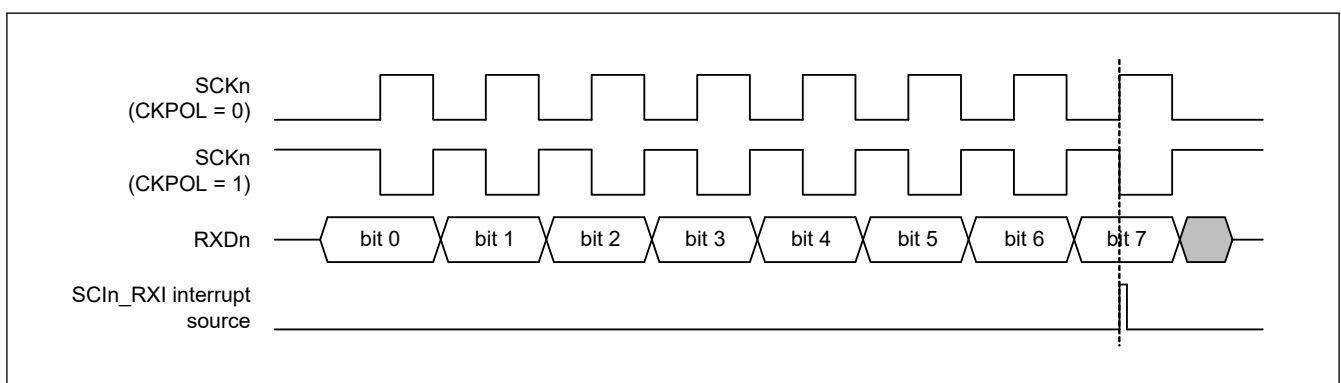 SCKn
(CKPOL = 0)
SCKn
(CKPOL = 1)
RXDn
bit 0 bit 1 bit 2 bit 3 bit 4 bit 5 bit 6 bit 7
SCIn_RXI interrupt
source